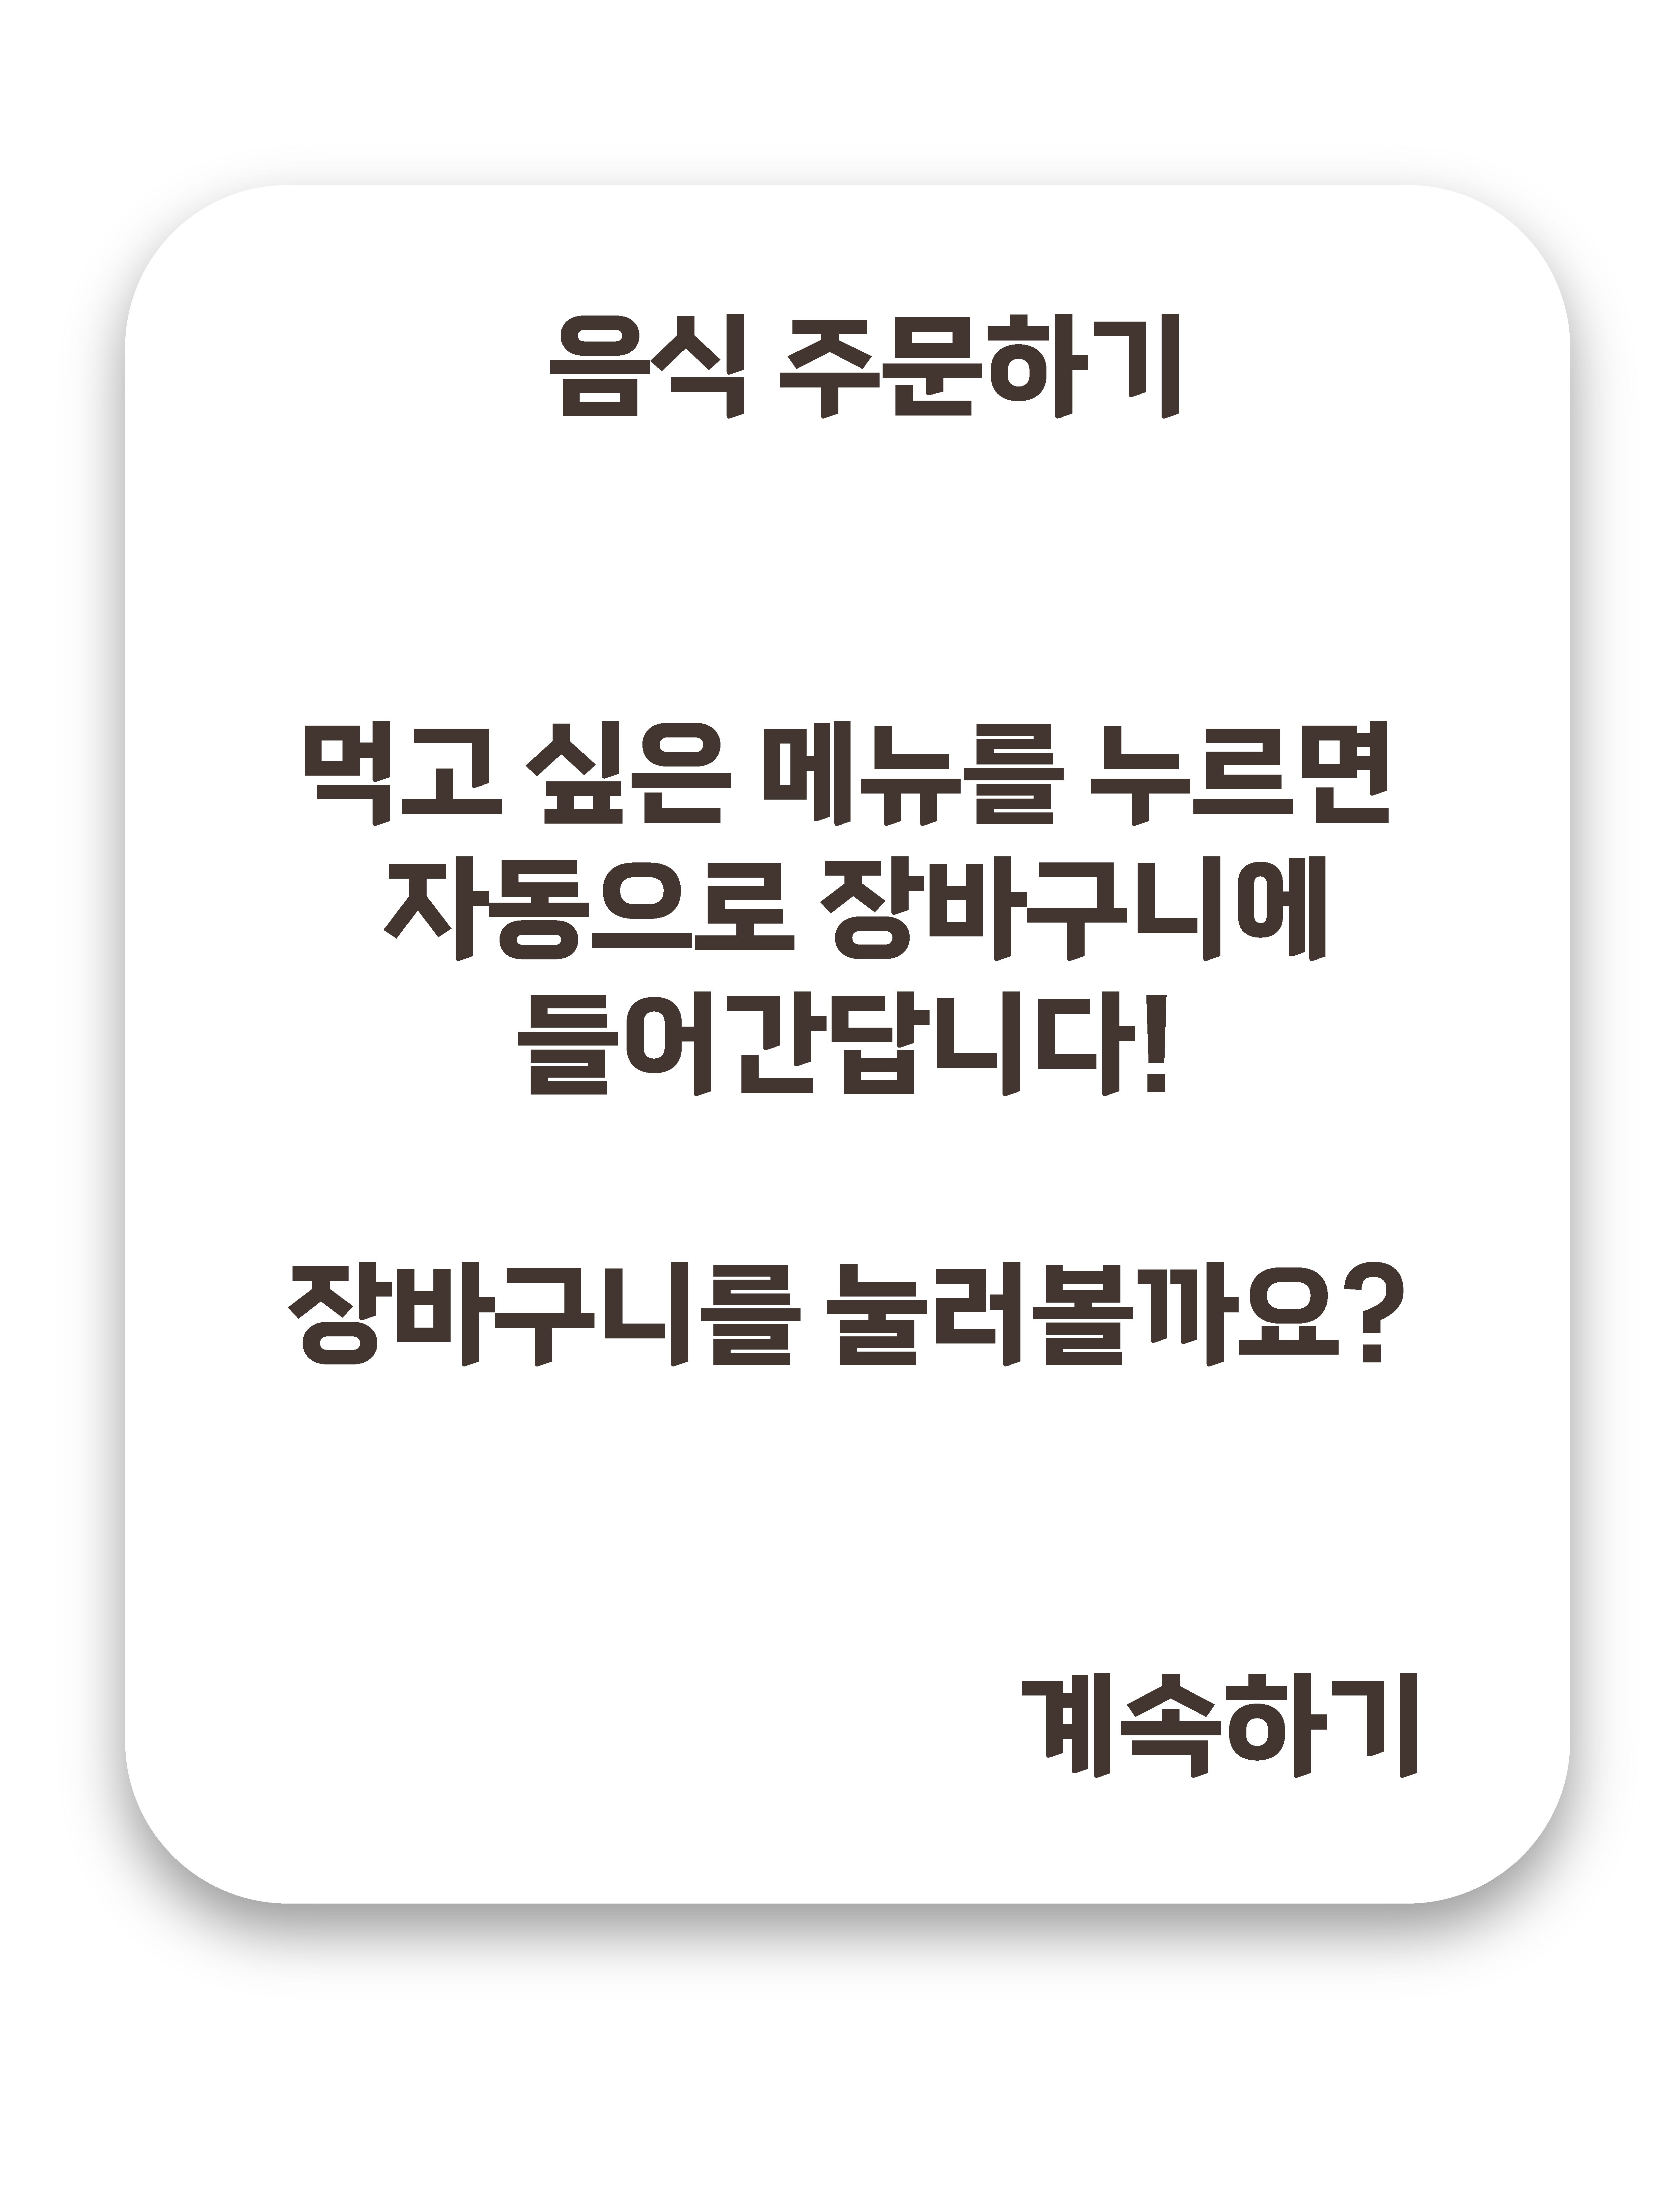 음식 주문하기
먹고 싶은 메뉴를 누르면
자동으로 장바구니에
들어간답니다!
장바구니를 눌러볼까요?
계속하기